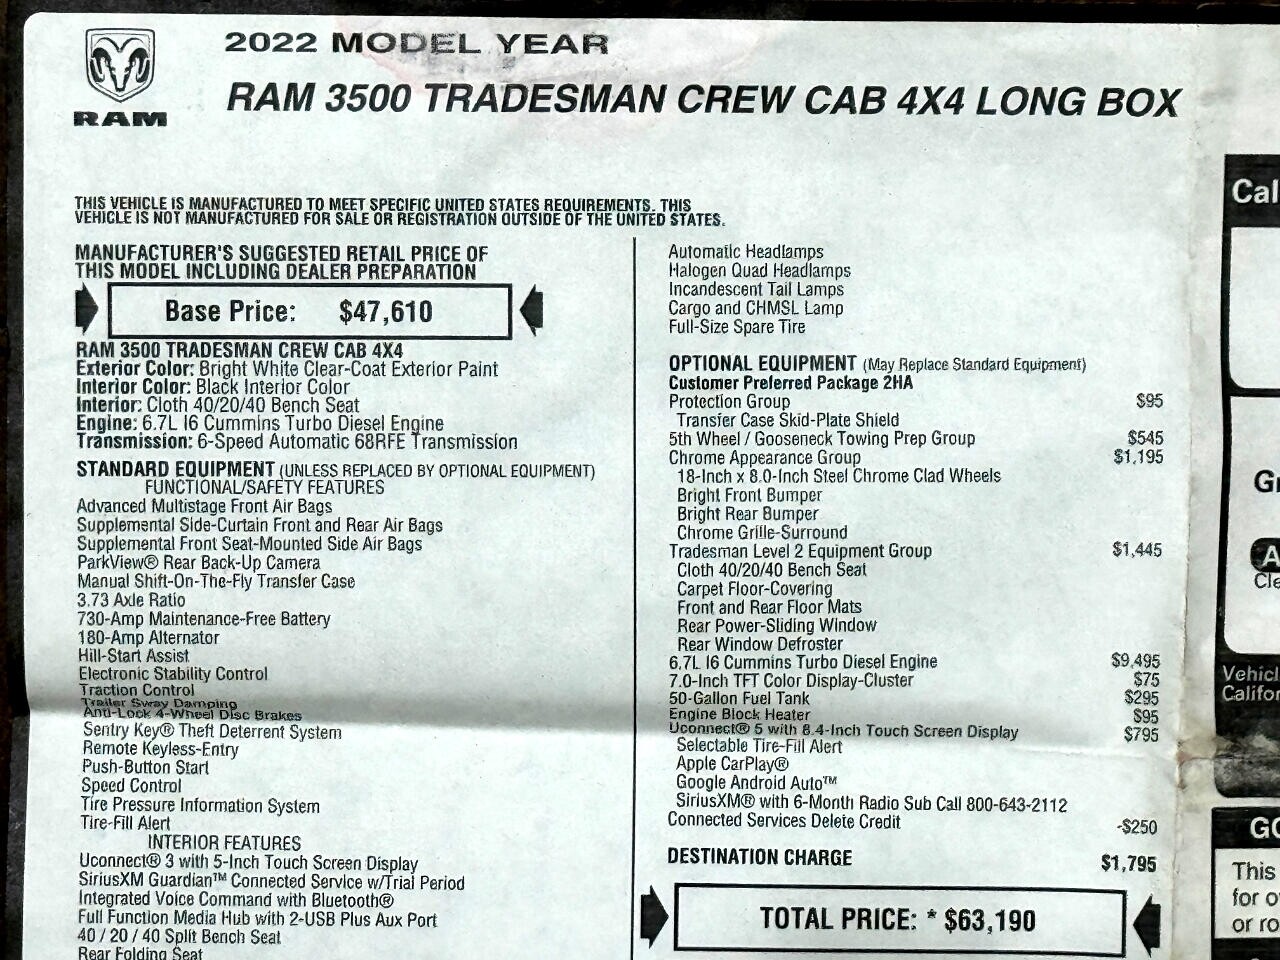 RAM
2022 MODEL YEAR
RAM 3500 TRADESMAN CREW CAB 4X4 LONG BOX
THIS VEHICLE IS MANUFACTURED TO MEET SPECIFIC UNITED STATES REQUIREMENTS. THIS
VEHICLE IS NOT MANUFACTURED FOR SALE OR REGISTRATION OUTSIDE OF THE UNITED STATES.
MANUFACTURER'S SUGGESTED RETAIL PRICE OF
THIS MODEL INCLUDING DEALER PREPARATION
Base Price: $47,610
RAM 3500 TRADESMAN CREW CAB 4X4
Exterior Color: Bright White Clear-Coat Exterior Paint
Interior Color: Black Interior Color
Interior: Cloth 40/20/40 Bench Seat
Engine: 6.7L I6 Cummins Turbo Diesel Engine
Transmission: 6-Speed Automatic 68RFE Transmission
STANDARD EQUIPMENT (UNLESS REPLACED BY OPTIONAL EQUIPMENT)
FUNCTIONAL/SAFETY FEATURES
Advanced Multistage Front Air Bags
Supplemental Side-Curtain Front and Rear Air Bags
Supplemental Front Seat-Mounted Side Air Bags
ParkView® Rear Back-Up Camera
Manual Shift-On-The-Fly Transfer Case
3.73 Axle Ratio
730-Amp Maintenance-Free Battery
180-Amp Alternator
Hill-Start Assist
Electronic Stability Control
Traction Control
Trailer Sway Damping
Anti-Lock 4-Wheel Disc Brakes
Sentry Key® Theft Deterrent System
Remote Keyless-Entry
Push-Button Start
Speed Control
Tire Pressure Information System
Tire-Fill Alert
INTERIOR FEATURES
Uconnect® 3 with 5-Inch Touch Screen Display
SiriusXM Guardian™ Connected Service w/Trial Period
Integrated Voice Command with Bluetooth®
Full Function Media Hub with 2-USB Plus Aux Port
40 / 20 / 40 Split Bench Seat
Rear Folding Seat
Automatic Headlamps
Halogen Quad Headlamps
Incandescent Tail Lamps
Cargo and CHMSL Lamp
Full-Size Spare Tire
OPTIONAL EQUIPMENT (May Replace Standard Equipment)
Customer Preferred Package 2HA
Protection Group $95
Transfer Case Skid-Plate Shield
5th Wheel / Gooseneck Towing Prep Group $545
Chrome Appearance Group $1,195
18-Inch x 8.0-Inch Steel Chrome Clad Wheels
Bright Front Bumper
Bright Rear Bumper
Chrome Grille-Surround
Tradesman Level 2 Equipment Group $1,445
Cloth 40/20/40 Bench Seat
Carpet Floor-Covering
Front and Rear Floor Mats
Rear Power-Sliding Window
Rear Window Defroster
6.7L I6 Cummins Turbo Diesel Engine $9,495
7.0-Inch TFT Color Display-Cluster $75
50-Gallon Fuel Tank $295
Engine Block Heater $95
Uconnect® 5 with 8.4-Inch Touch Screen Display $795
Selectable Tire-Fill Alert
Apple CarPlay®
Google Android Auto™
SiriusXM® with 6-Month Radio Sub Call 800-643-2112
Connected Services Delete Credit -$250
DESTINATION CHARGE $1,795
TOTAL PRICE: * $63,190
Cal
G
A
Cle
Vehicl
Califor
GO
This
for o
or ro